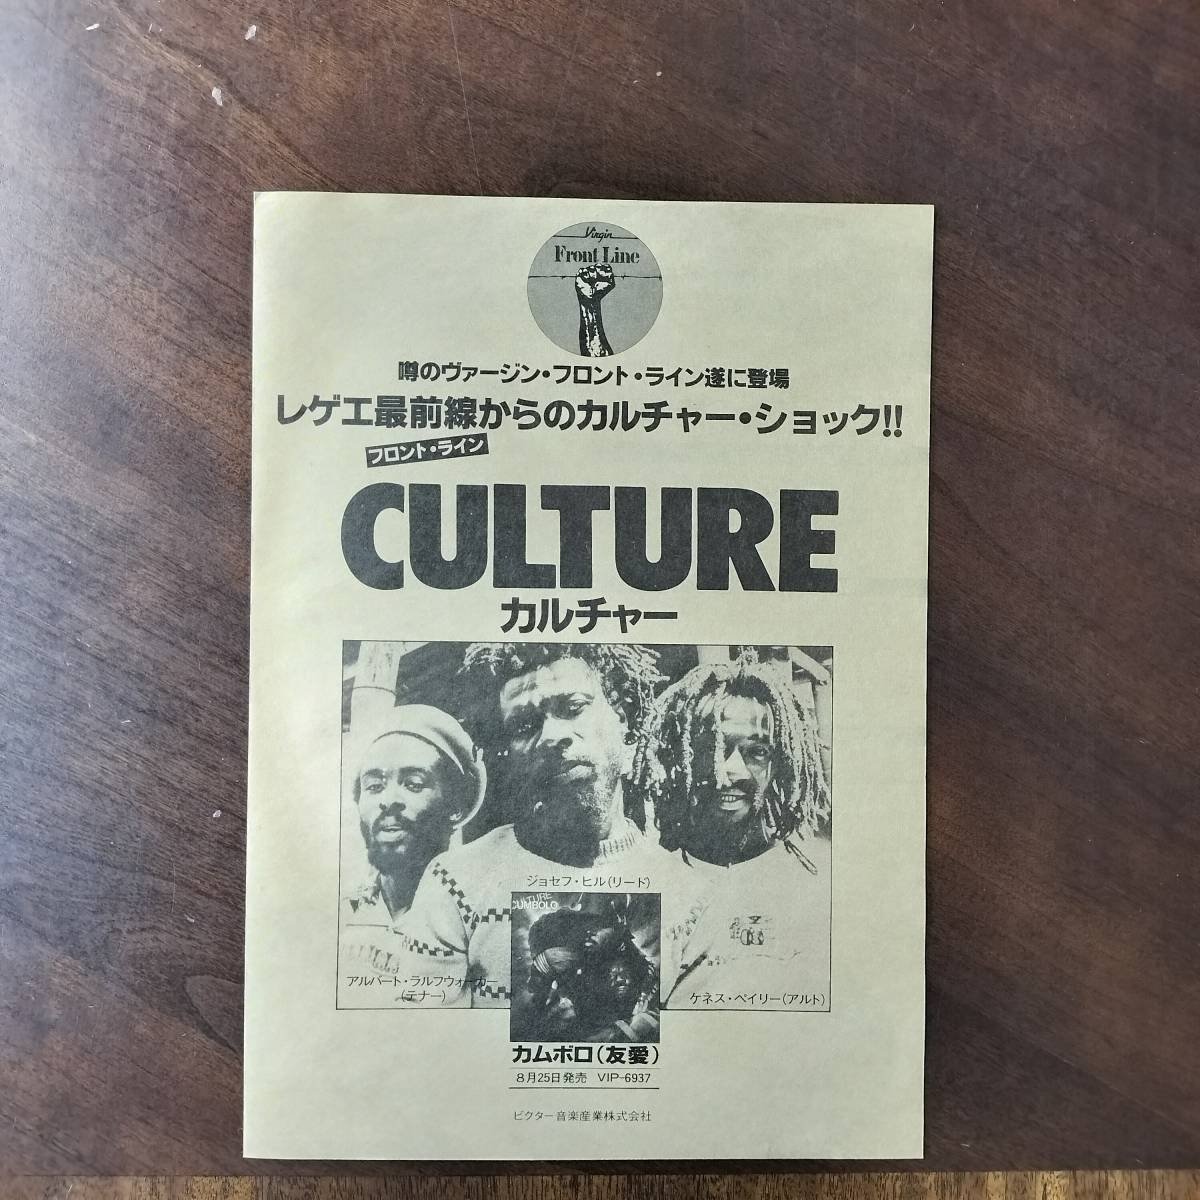 Virgin
Front Line
噂のヴァージン・フロント・ライン遂に登場
レゲエ最前線からのカルチャー・ショック!!
フロント・ライン
CULTURE
カルチャー
ジョセフ・ヒル(リード)
CULTURE
CUMBOLO
アルバート・ラルフウォーカー
(テナー)
ケネス・ペイリー(アルト)
カムボロ(友愛)
8月25日発売 VIP-6937
ビクター音楽産業株式会社